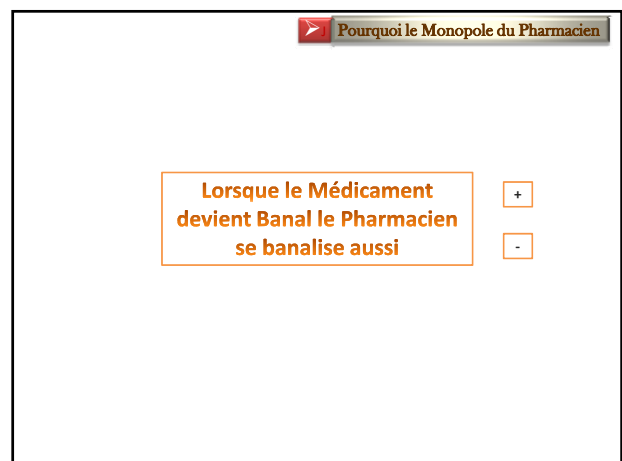 Pourquoi le Monopole du Pharmacien
Lorsque le Médicament
devient Banal le Pharmacien
se banalise aussi
+
-